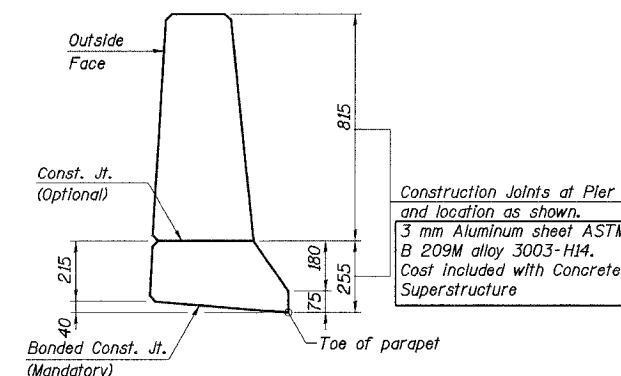 Outside
Face
815
Const. Jt.
(Optional)
Construction Joints at Pier
and location as shown.
3 mm Aluminum sheet ASTM
B 209M alloy 3003-H14.
Cost included with Concrete
Superstructure
215
180
255
75
40
Toe of parapet
Bonded Const. Jt.
(Mandatory)